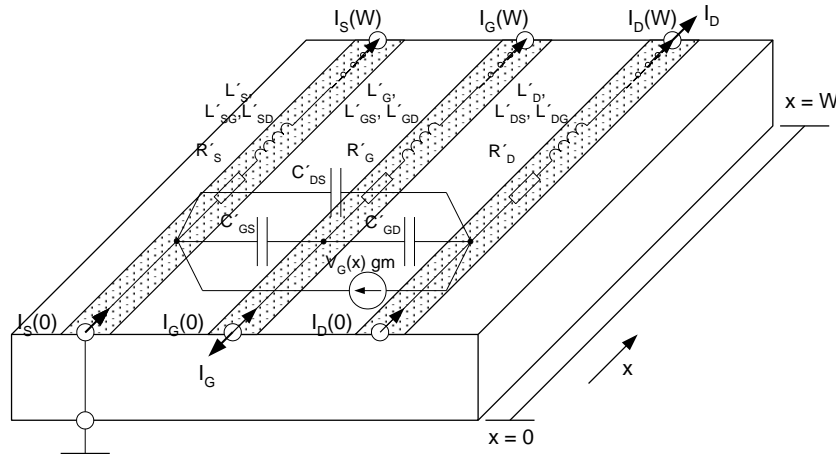 I_S(W) I_G(W) I_D(W) I_D
L´_S, L´_G, L´_D,
L´_SG,L´_SD L´_GS, L´_GD L´_DS, L´_DG
x = W
R´_S R´_G R´_D
C´_DS
C´_GS C´_GD
V_G(x) gm
I_S(0) I_G(0) I_D(0)
I_G
x
x = 0